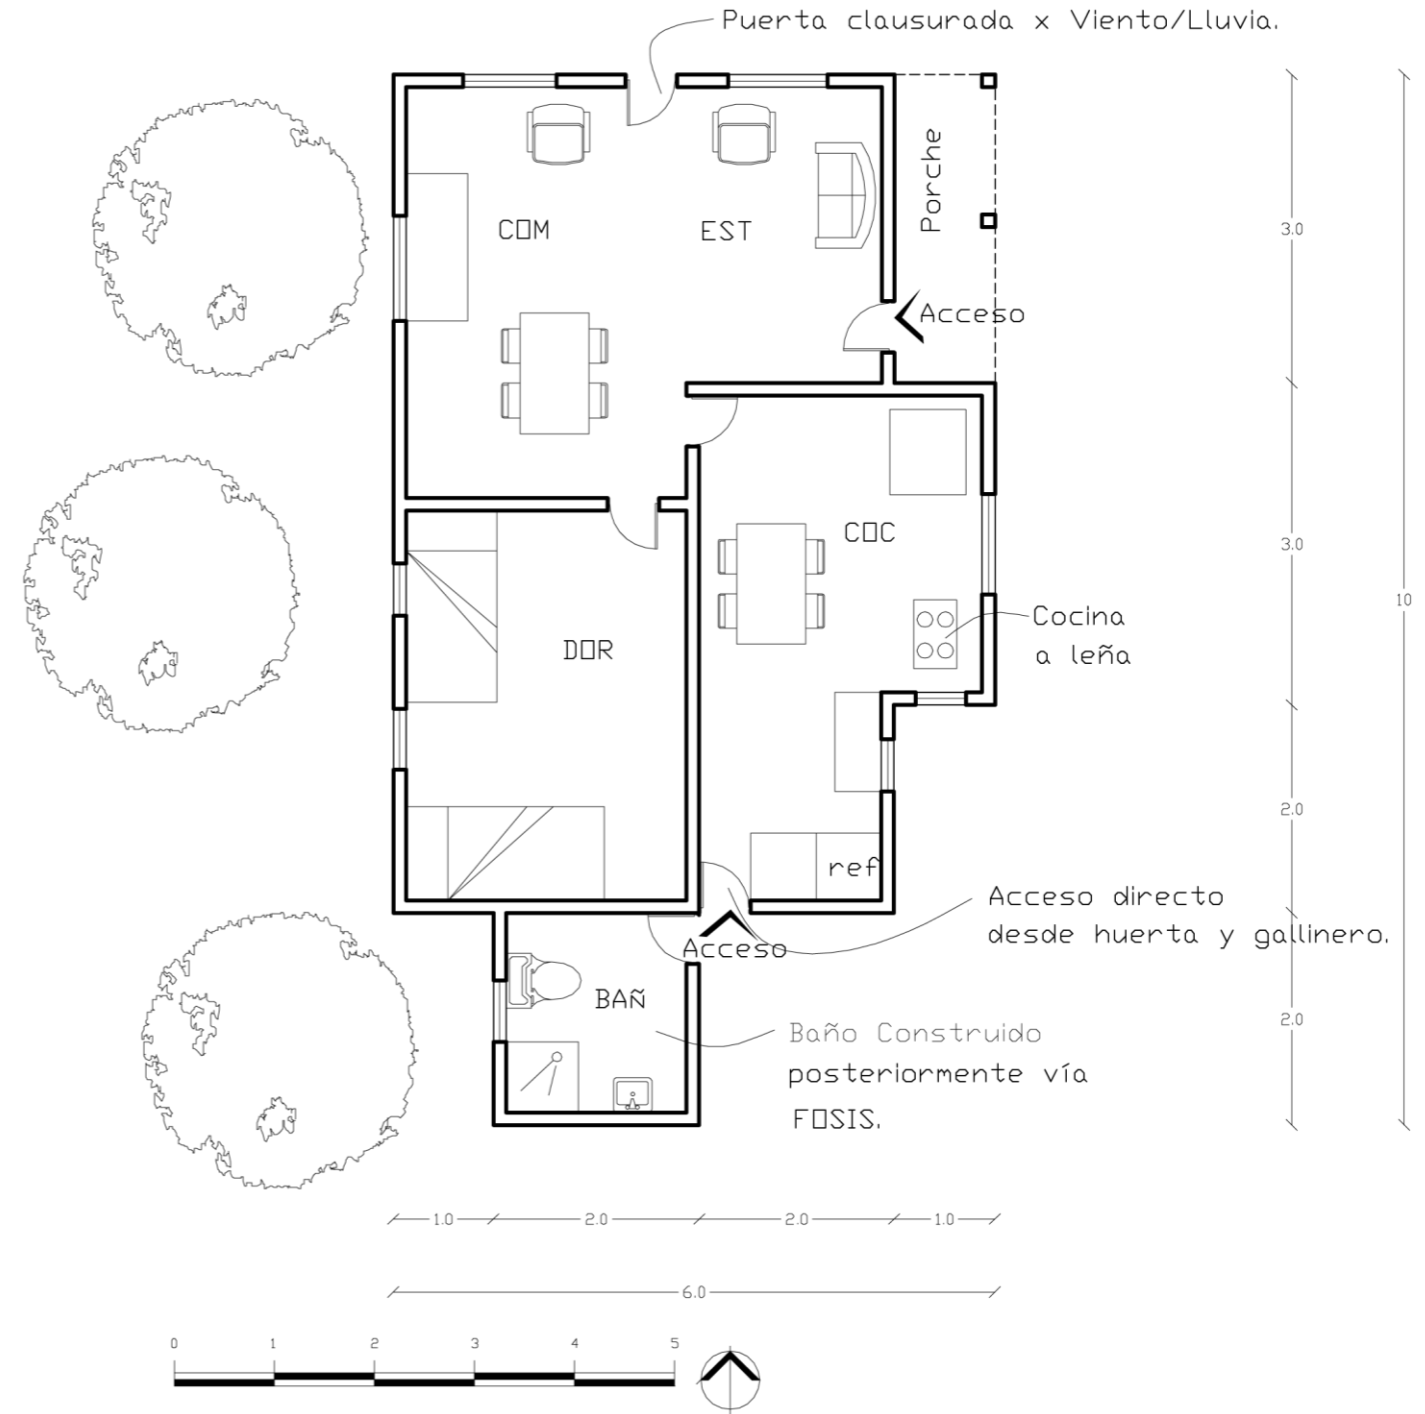 Puerta clausurada x Viento/Lluvia.
Porche
COM
EST
3.0
Acceso
COC
3.0
10
Cocina
a leña
DOR
2.0
ref
Acceso directo
desde huerta y gallinero.
Acceso
BAÑ
2.0
Baño Construido
posteriormente vía
FOSIS.
1.0 2.0 2.0 1.0
6.0
0 1 2 3 4 5